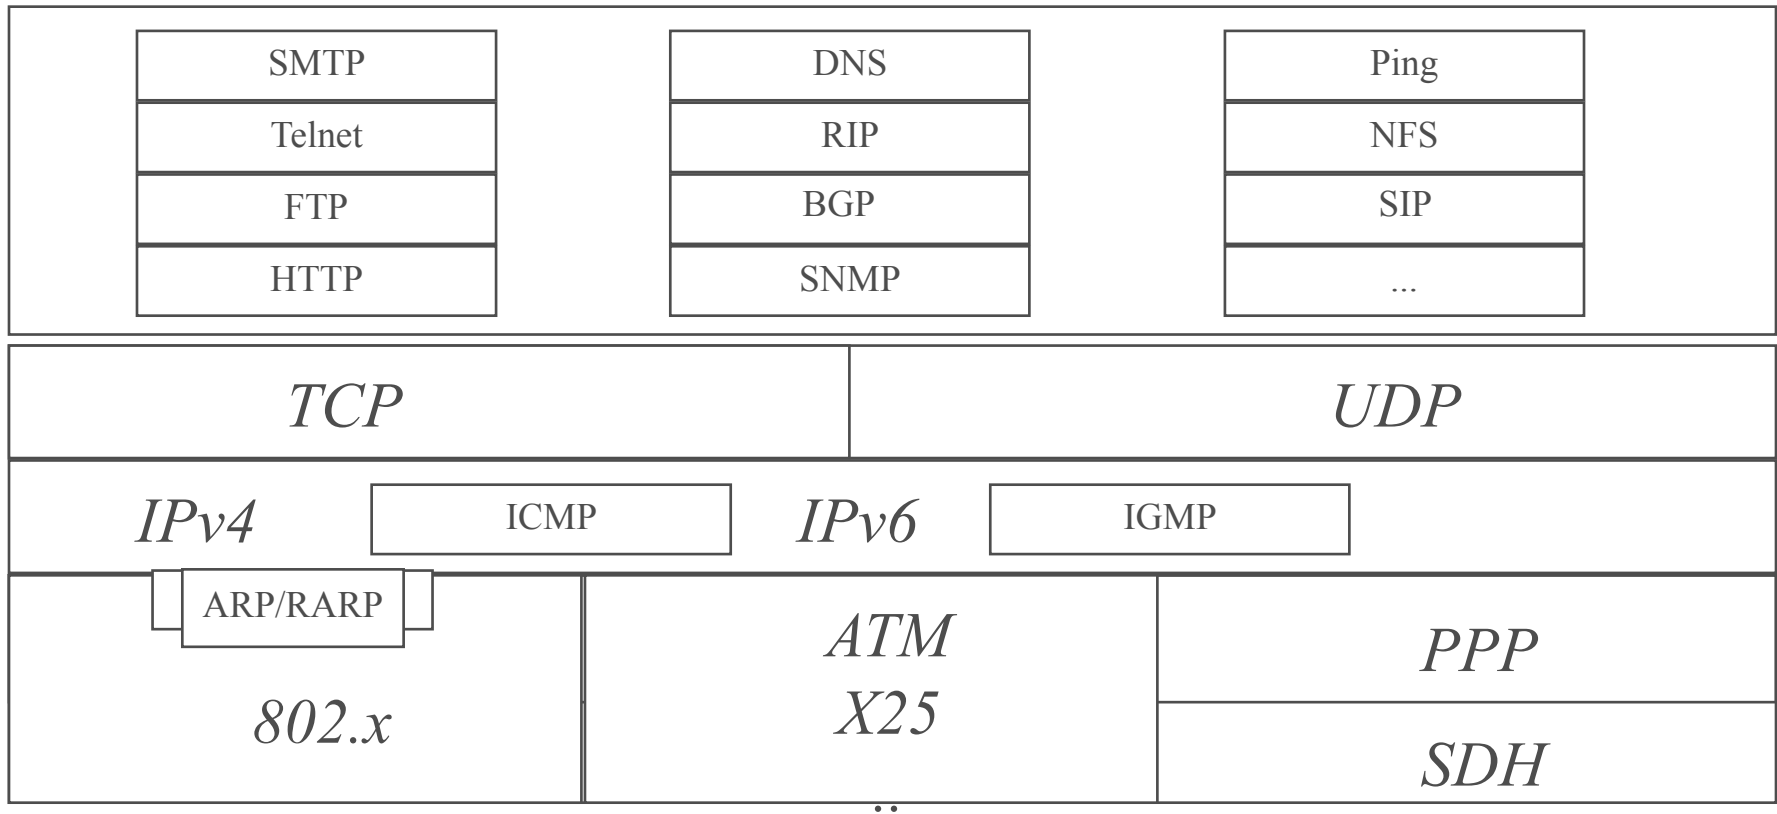 SMTP
DNS
Ping
Telnet
RIP
NFS
FTP
BGP
SIP
HTTP
SNMP
...
TCP
UDP
IPv4
ICMP
IPv6
IGMP
ARP/RARP
802.x
ATM
X25
PPP
SDH
..